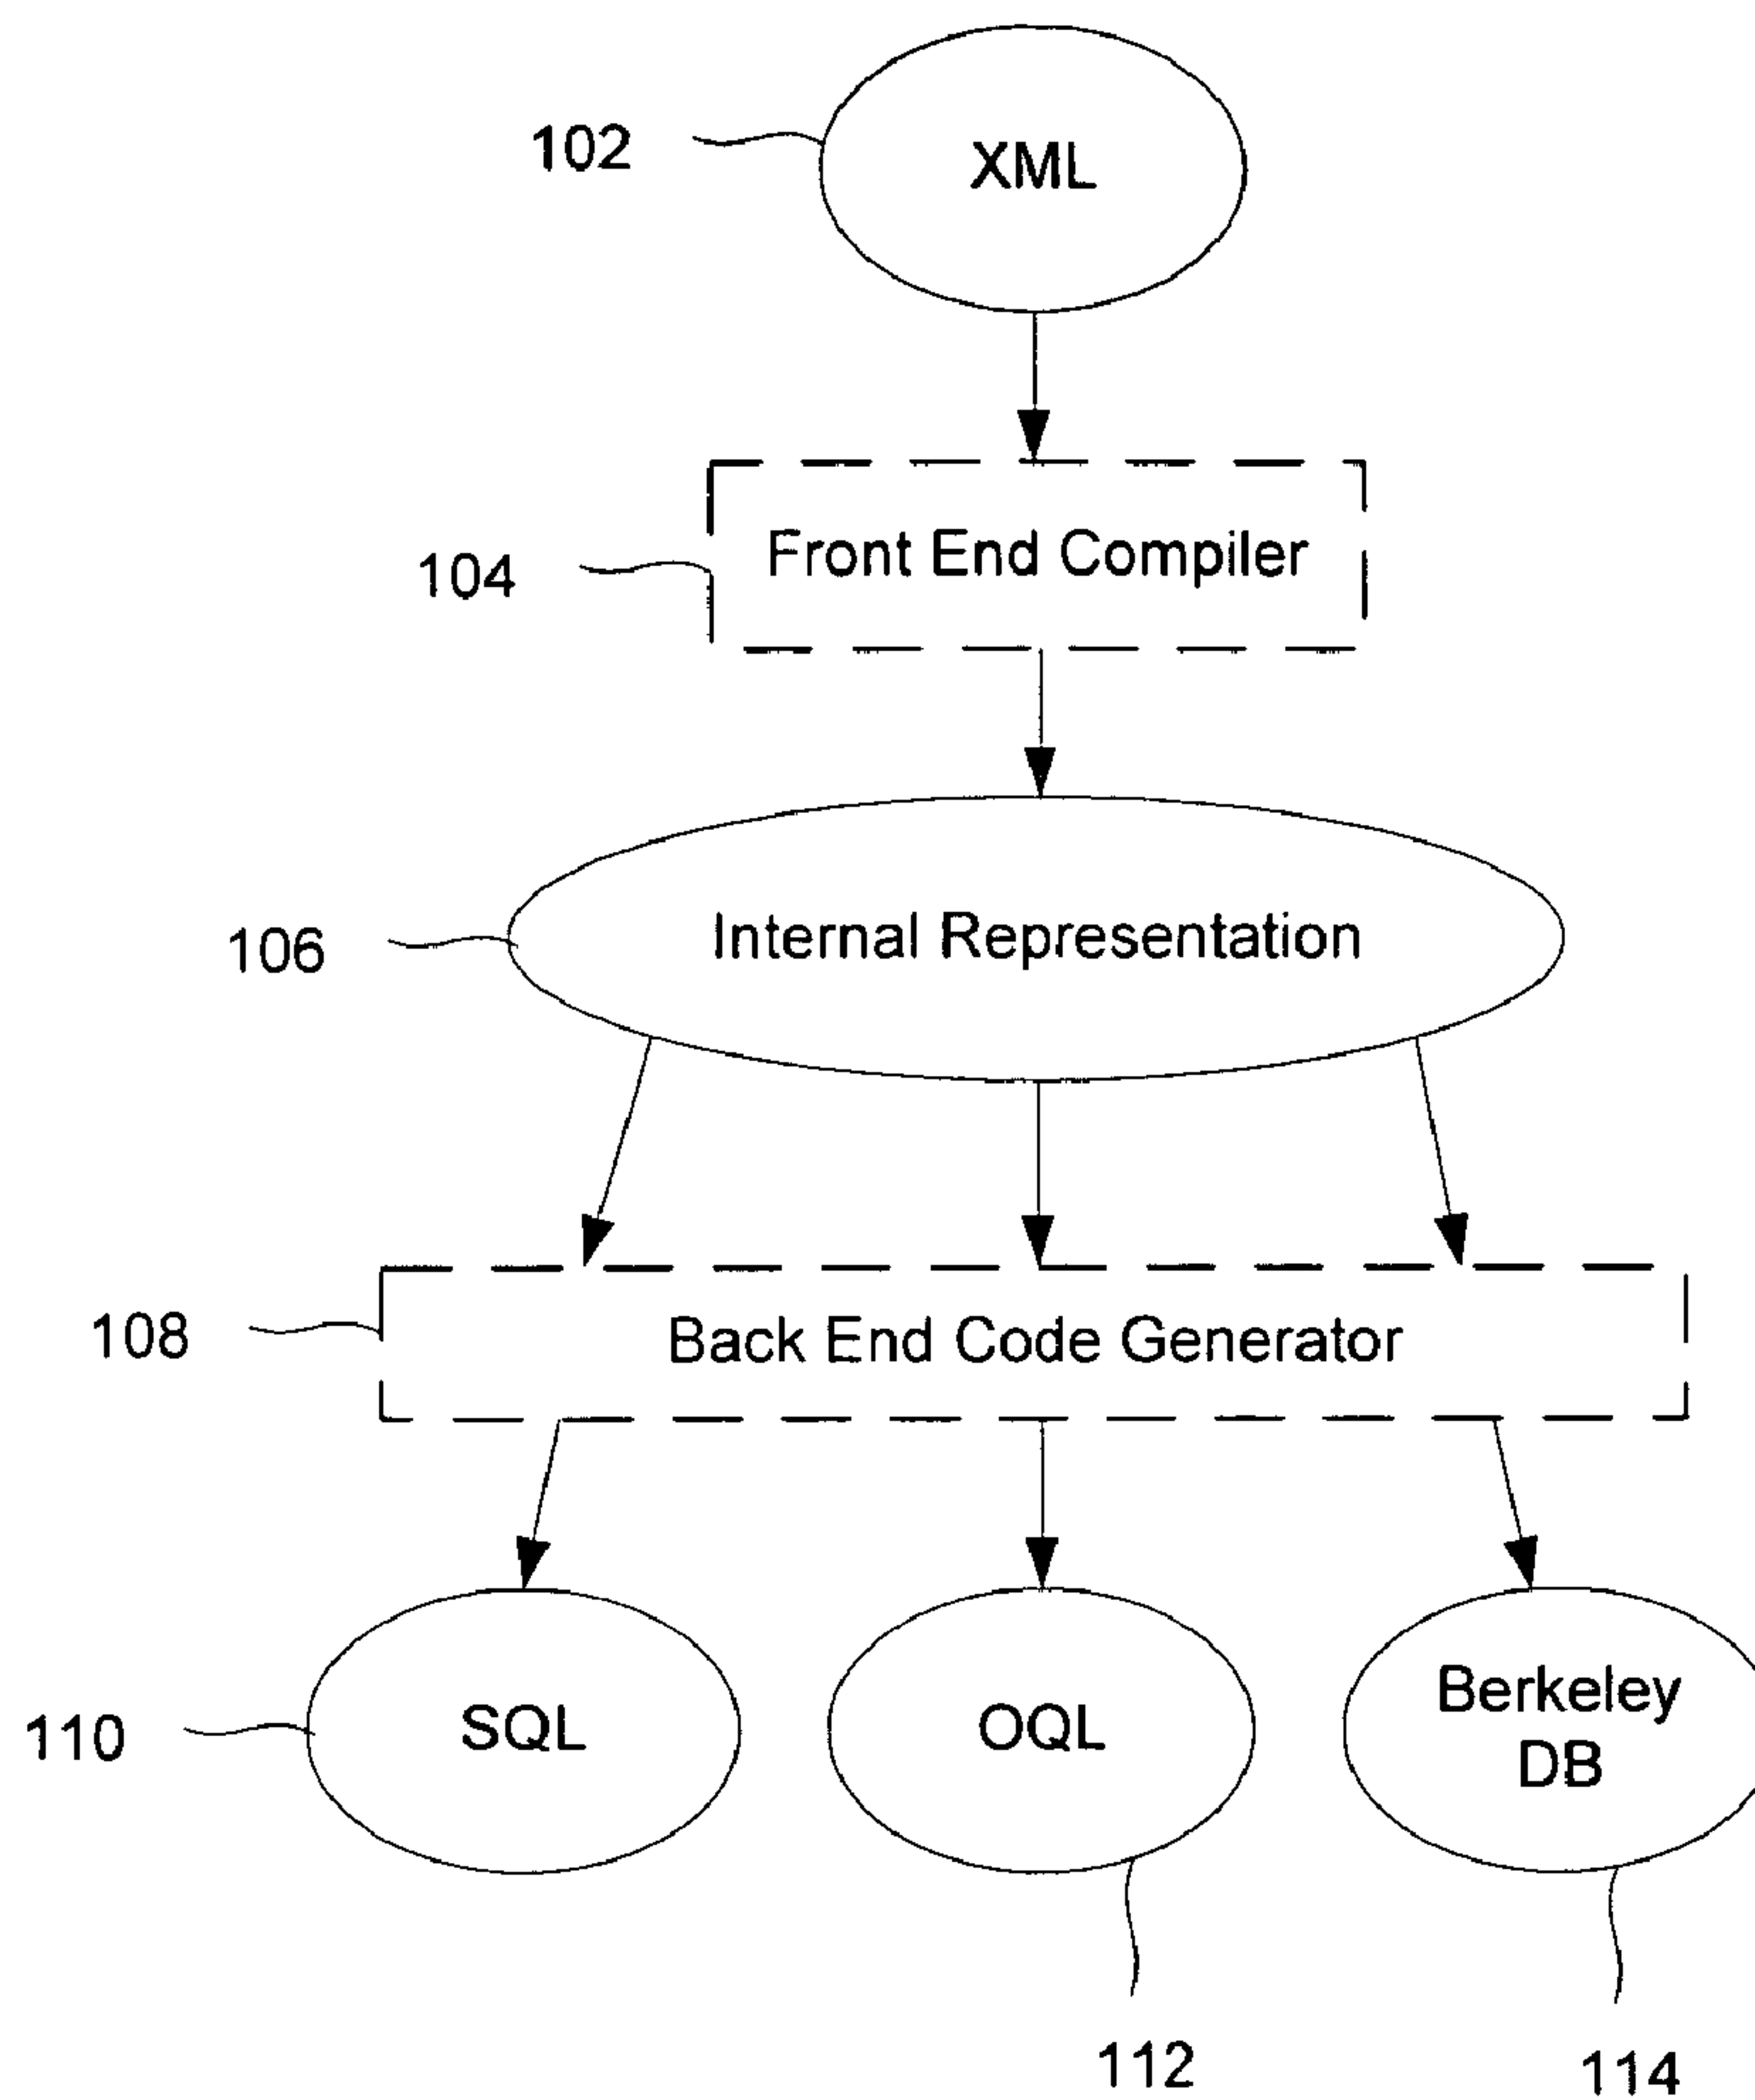 102
XML
104
Front End Compiler
106
Internal Representation
108
Back End Code Generator
110
SQL
OQL
Berkeley
DB
112
114